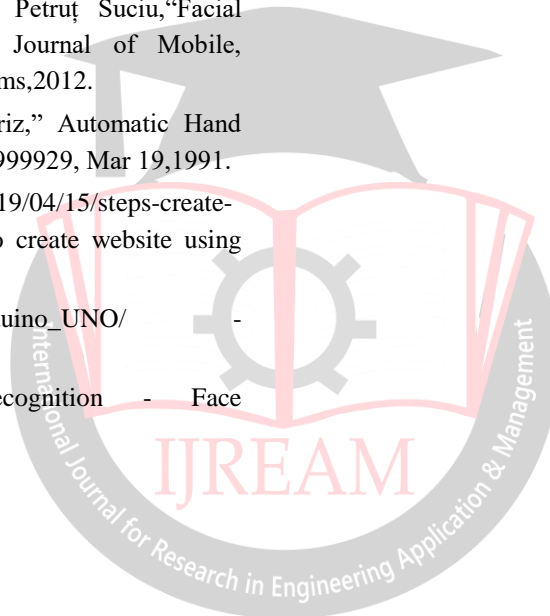 Petruț Suciu,“Facial
Journal of Mobile,
ms,2012.
riz,” Automatic Hand
999929, Mar 19,1991.
19/04/15/steps-create-
o create website using
duino_UNO/ -
ecognition - Face
IJREAM
International Journal for Research in Engineering Application & Management